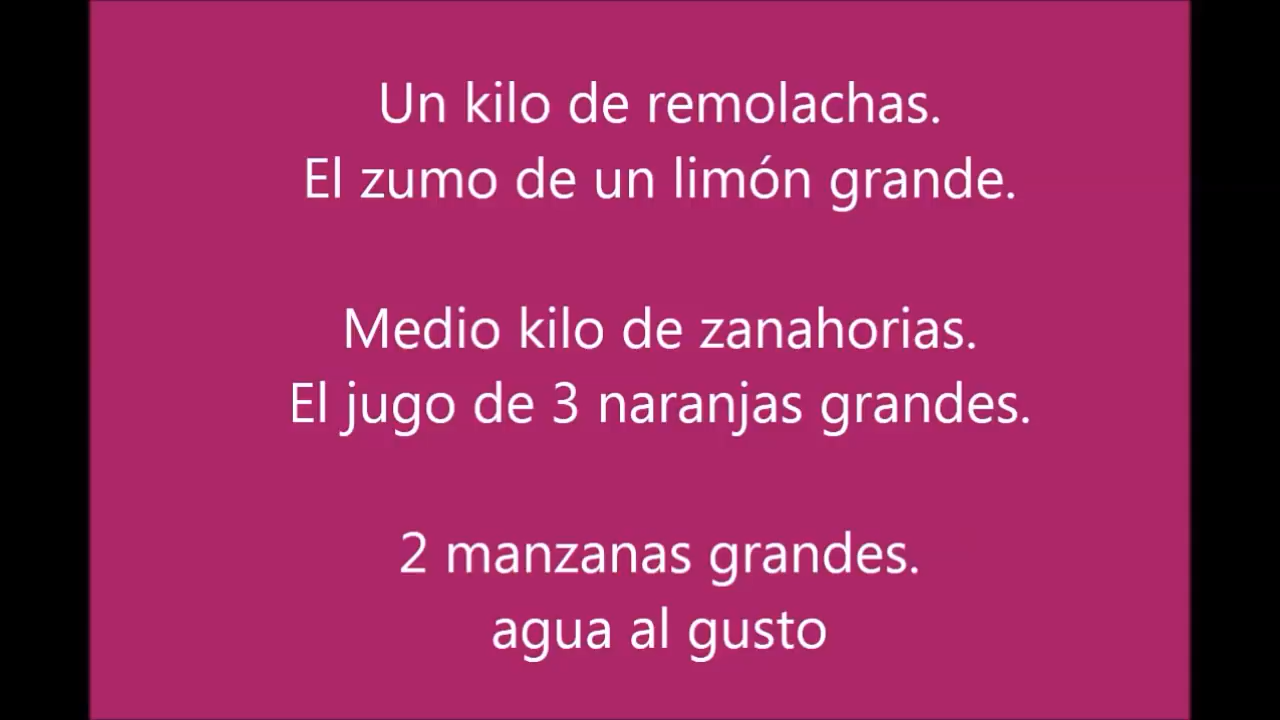 Un kilo de remolachas.
El zumo de un limón grande.
Medio kilo de zanahorias.
El jugo de 3 naranjas grandes.
2 manzanas grandes.
agua al gusto